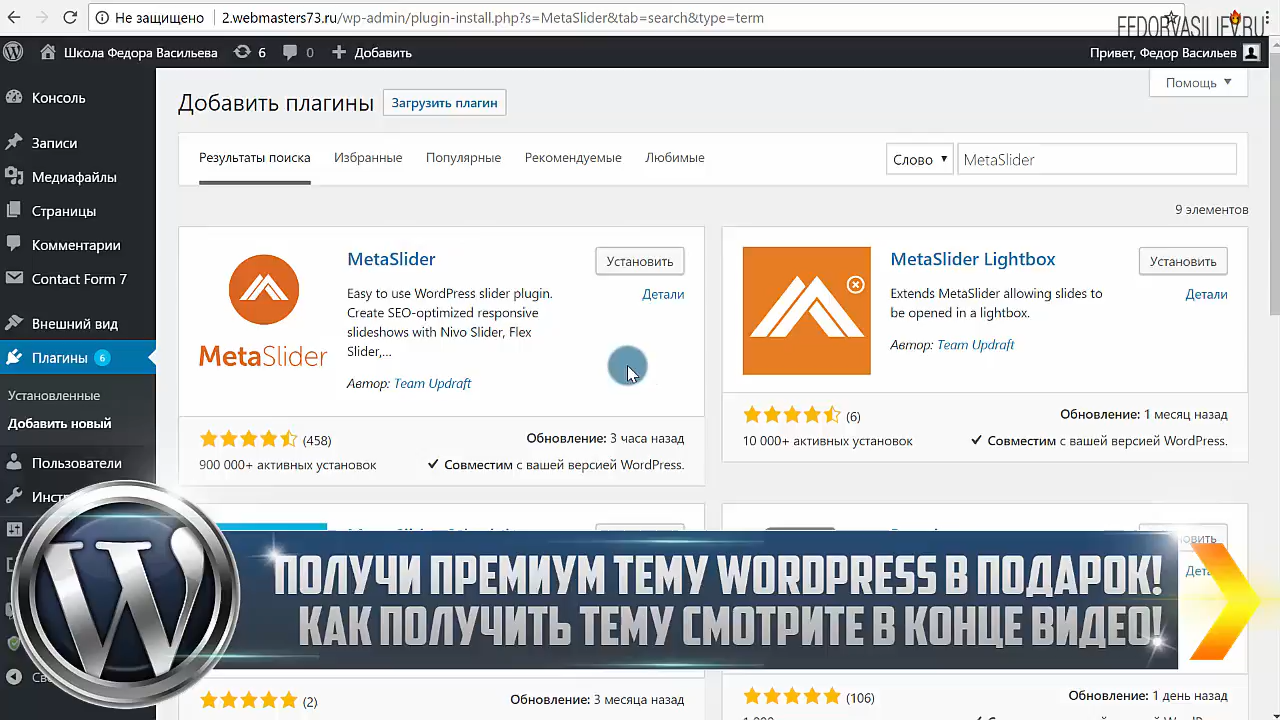 Не защищено
2.webmasters73.ru/wp-admin/plugin-install.php?s=MetaSlider&tab=search&type=term
FEDORVASILIEV.RU
Школа Федора Васильева
6
0
Добавить
Привет, Федор Васильев
Помощь
Консоль
Записи
Медиафайлы
Страницы
Комментарии
Contact Form 7
Внешний вид
Плагины 6
Установленные
Добавить новый
Пользователи
Добавить плагины
Загрузить плагин
Результаты поиска
Избранные
Популярные
Рекомендуемые
Любимые
Слово
MetaSlider
9 элементов
MetaSlider
MetaSlider
Установить
Детали
Easy to use WordPress slider plugin.
Create SEO-optimized responsive
slideshows with Nivo Slider, Flex
Slider,...
Автор: Team Updraft
(458)
Обновление: 3 часа назад
900 000+ активных установок
Совместим с вашей версией WordPress.
MetaSlider Lightbox
Установить
Детали
Extends MetaSlider allowing slides to
be opened in a lightbox.
Автор: Team Updraft
(6)
Обновление: 1 месяц назад
10 000+ активных установок
Совместим с вашей версией WordPress.
ПОЛУЧИ ПРЕМИУМ ТЕМУ WORDPRESS В ПОДАРОК!
КАК ПОЛУЧИТЬ ТЕМУ СМОТРИТЕ В КОНЦЕ ВИДЕО!
(2)
Обновление: 3 месяца назад
(106)
Обновление: 1 день назад